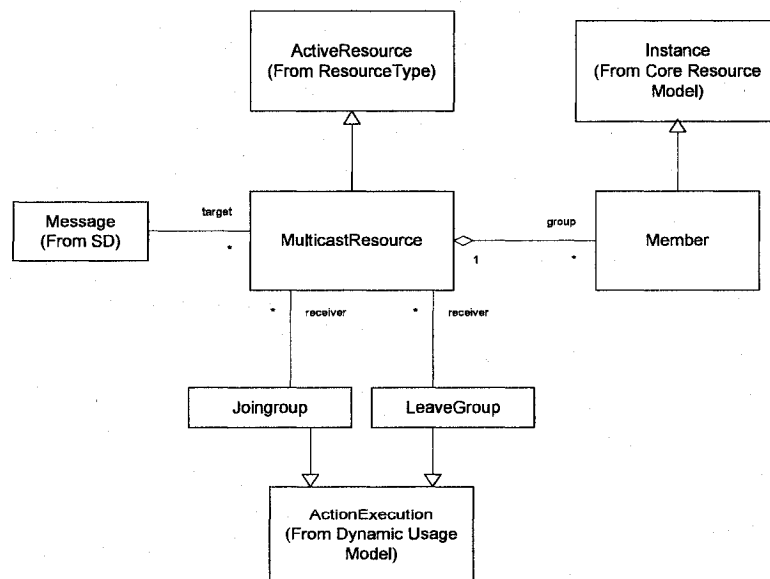 ActiveResource
(From ResourceType)
Instance
(From Core Resource
Model)
Message
(From SD)
target
*
MulticastResource
1
group
*
Member
* receiver
* receiver
Joingroup
LeaveGroup
ActionExecution
(From Dynamic Usage
Model)